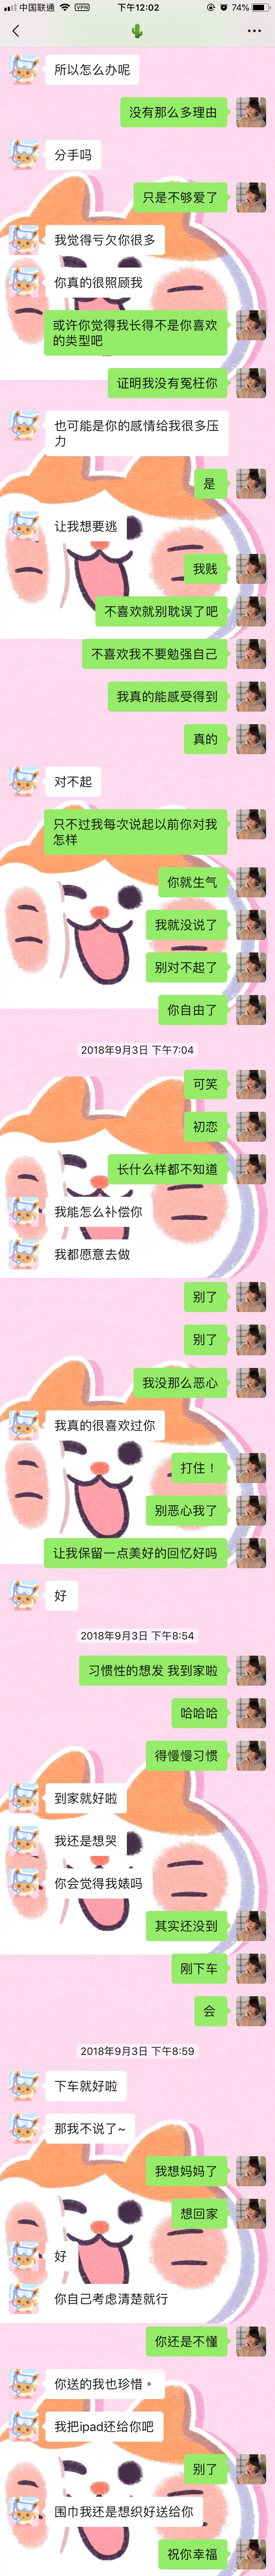 中国联通 VPN 下午12:02 74%
🌵
所以怎么办呢
没有那么多理由
分手吗
只是不够爱了
我觉得亏欠你很多
你真的很照顾我
或许你觉得我长得不是你喜欢
的类型吧
证明我没有冤枉你
也可能是你的感情给我很多压
力
是
让我想要逃
我贱
不喜欢就别耽误了吧
不喜欢我不要勉强自己
我真的能感受得到
真的
对不起
只不过我每次说起以前你对我
怎样
你就生气
我就没说了
别对不起了
你自由了
2018年9月3日 下午7:04
可笑
初恋
长什么样都不知道
我能怎么补偿你
我都愿意去做
别了
别了
我没那么恶心
我真的很喜欢过你
打住！
别恶心我了
让我保留一点美好的回忆好吗
好
2018年9月3日 下午8:54
习惯性的想发 我到家啦
哈哈哈
得慢慢习惯
到家就好啦
我还是想哭
你会觉得我婊吗
其实还没到
刚下车
会
2018年9月3日 下午8:59
下车就好啦
那我不说了~
我想妈妈了
想回家
好
你自己考虑清楚就行
你还是不懂
你送的我也珍惜。
我把ipad还给你吧
别了
围巾我还是想织好送给你
祝你幸福